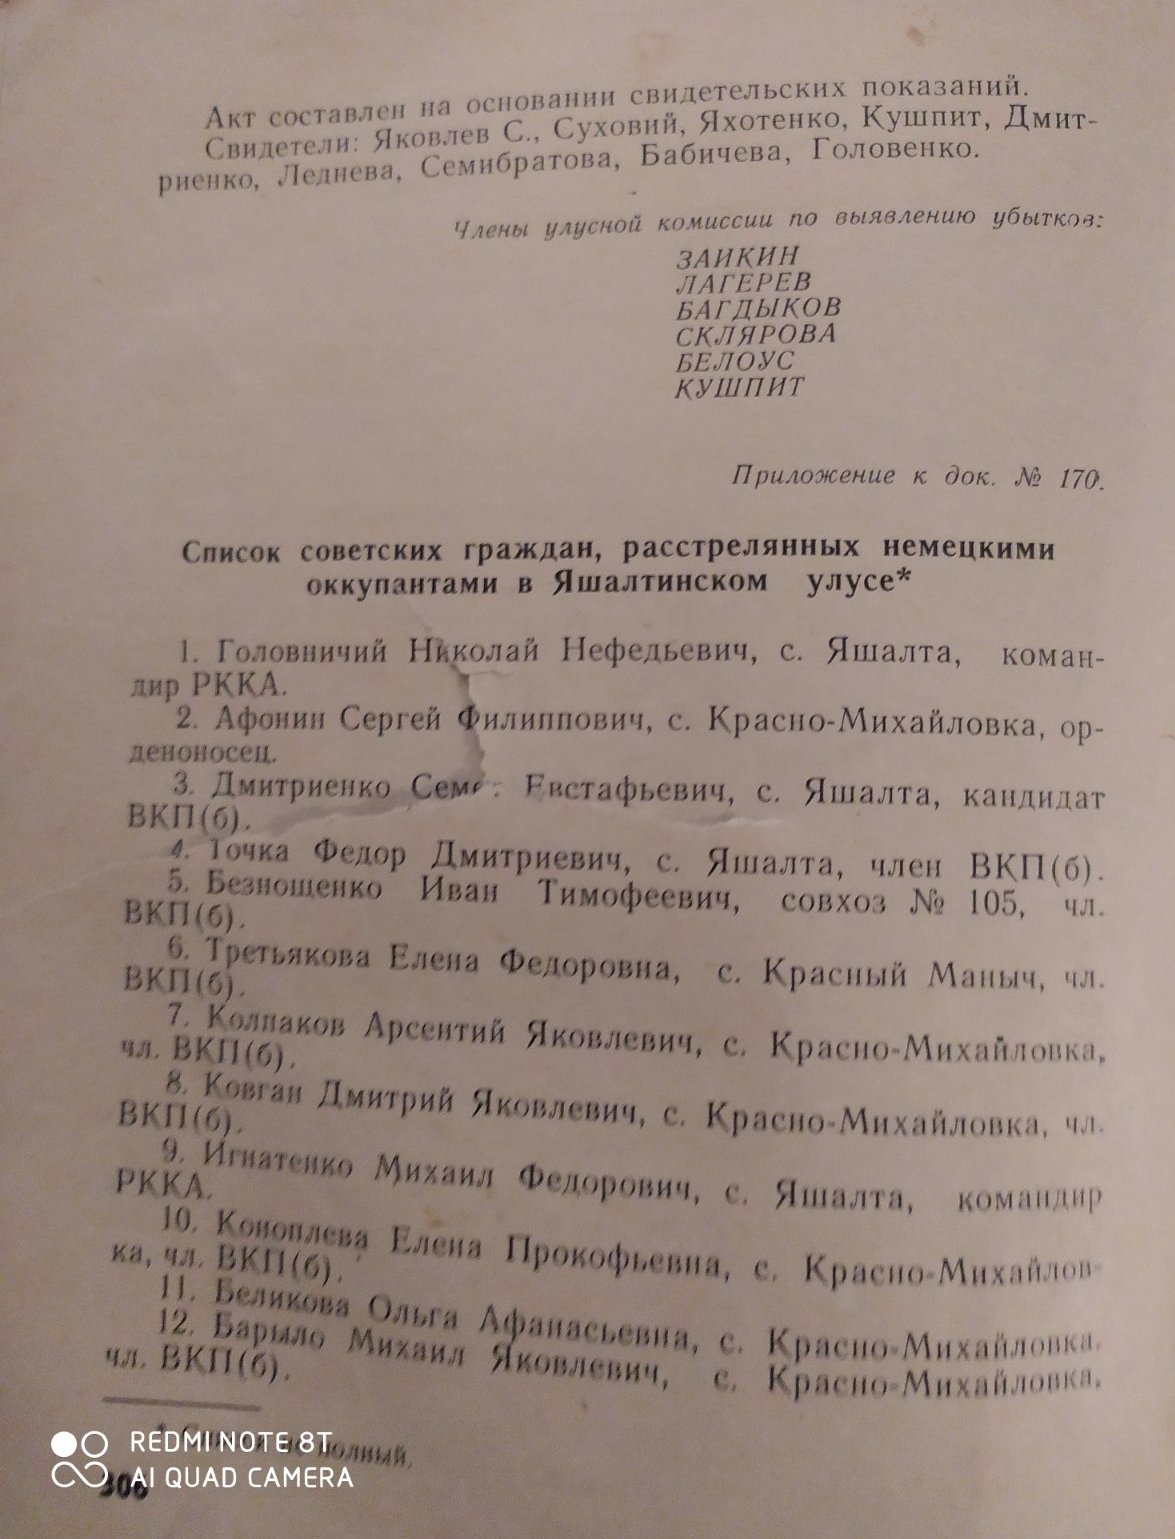 Акт составлен на основании свидетельских показаний.
Свидетели: Яковлев С., Суховий, Яхотенко, Кушпит, Дмит-
риенко, Леднева, Семибратова, Бабичева, Головенко.
Члены улусной комиссии по выявлению убытков:
ЗАИКИН
ЛАГЕРЕВ
БАГДЫКОВ
СКЛЯРОВА
БЕЛОУС
КУШПИТ
Приложение к док. № 170.
Список советских граждан, расстрелянных немецкими
оккупантами в Яшалтинском улусе*
1. Головничий Николай Нефедьевич, с. Яшалта, коман-
дир РККА.
2. Афонин Сергей Филиппович, с. Красно-Михайловка, ор-
деноносец.
3. Дмитриенко Евстафьевич, с. Яшалта, кандидат
ВКП(б).
4. Точка Федор Дмитриевич, с. Яшалта, член ВКП(б).
5. Безнощенко Иван Тимофеевич, совхоз № 105, чл.
ВКП(б).
6. Третьякова Елена Федоровна, с. Красный Маныч, чл.
ВКП(б).
7. Колпаков Арсентий Яковлевич, с. Красно-Михайловка,
чл. ВКП(б).
8. Ковган Дмитрий Яковлевич, с. Красно-Михайловка, чл.
ВКП(б).
9. Игнатенко Михаил Федорович, с. Яшалта, командир
РККА.
10. Коноплева Елена Прокофьевна, с. Красно-Михайлов-
ка, чл. ВКП(б).
11. Беликова Ольга Афанасьевна, с. Красно-Михайловка.
12. Барыло Михаил Яковлевич, с. Красно-Михайловка,
чл. ВКП(б).
* полный.
REDMI NOTE 8T
AI QUAD CAMERA
306